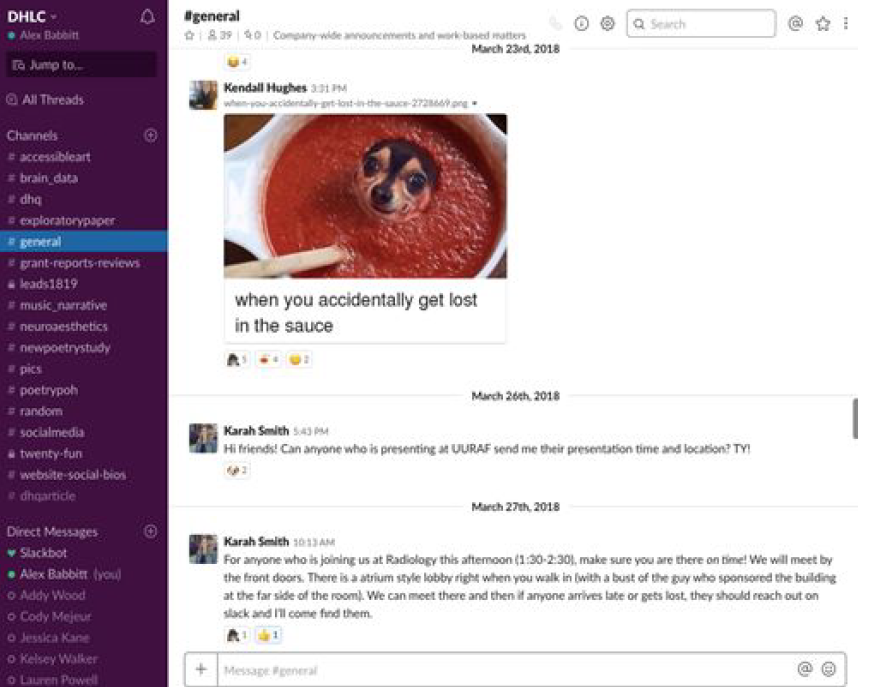 DHLC
Alex Babbitt
Jump to...
All Threads
Channels
# accessibleart
# brain_data
# dhq
# exploratorypaper
# general
# grant-reports-reviews
leads1819
# music_narrative
# neuroaesthetics
# newpoetrystudy
# pics
# poetrypoh
# random
# socialmedia
twenty-fun
# website-social-bios
# dhqarticle
Direct Messages
Slackbot
Alex Babbitt (you)
Addy Wood
Cody Mejeur
Jessica Kane
Kelsey Walker
Lauren Powell
#general
39 | 0 | Company-wide announcements and work-based matters
Search
March 23rd, 2018
4
Kendall Hughes 3:31 PM
when-you-accidentally-get-lost-in-the-sauce-2728669.png
when you accidentally get lost
in the sauce
5 4 2
March 26th, 2018
Karah Smith 5:43 PM
Hi friends! Can anyone who is presenting at UURAF send me their presentation time and location? TY!
2
March 27th, 2018
Karah Smith 10:13 AM
For anyone who is joining us at Radiology this afternoon (1:30-2:30), make sure you are there on time! We will meet by
the front doors. There is a atrium style lobby right when you walk in (with a bust of the guy who sponsored the building
at the far side of the room). We can meet there and then if anyone arrives late or gets lost, they should reach out on
slack and I'll come find them.
1 1
Message #general